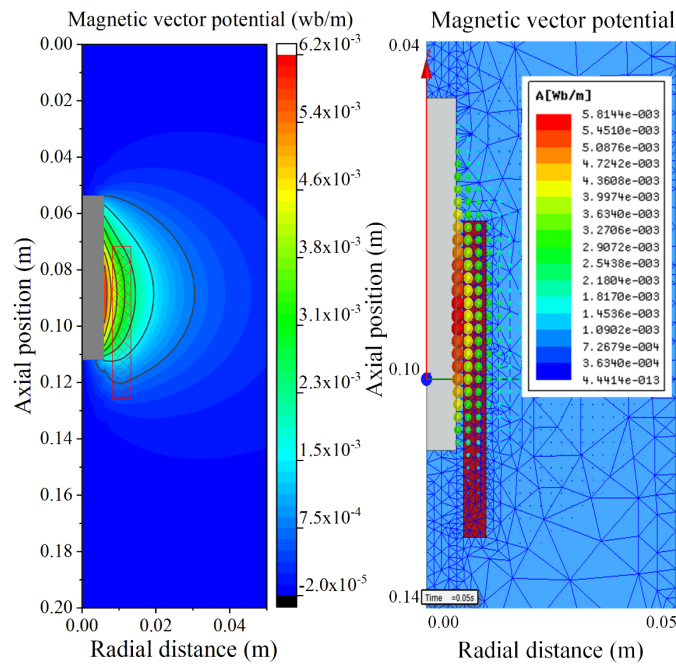 Magnetic vector potential (wb/m)
0.00
0.02
0.04
0.06
0.08
0.10
0.12
0.14
0.16
0.18
0.20
Axial position (m)
0.00
0.04
Radial distance (m)
6.2x10⁻³
5.4x10⁻³
4.6x10⁻³
3.8x10⁻³
3.1x10⁻³
2.3x10⁻³
1.5x10⁻³
7.5x10⁻⁴
-2.0x10⁻⁵
Magnetic vector potential
0.04
0.10
0.14
Axial position (m)
A[Wb/m]
5.8144e-003
5.4510e-003
5.0876e-003
4.7242e-003
4.3608e-003
3.9974e-003
3.6340e-003
3.2706e-003
2.9072e-003
2.5438e-003
2.1804e-003
1.8170e-003
1.4536e-003
1.0902e-003
7.2679e-004
3.6340e-004
4.4414e-013
Time =0.05s
0.00
0.05
Radial distance (m)